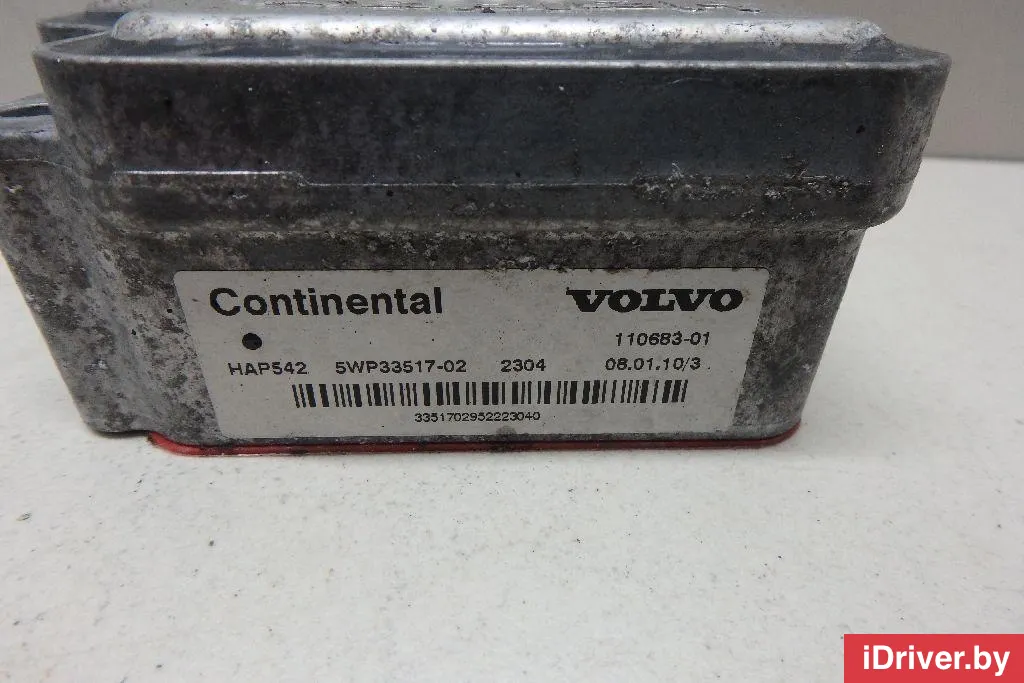 Continental VOLVO
110683-01
HAP542 5WP33517-02 2304 08.01.10/3
3351702952223040
iDriver.by